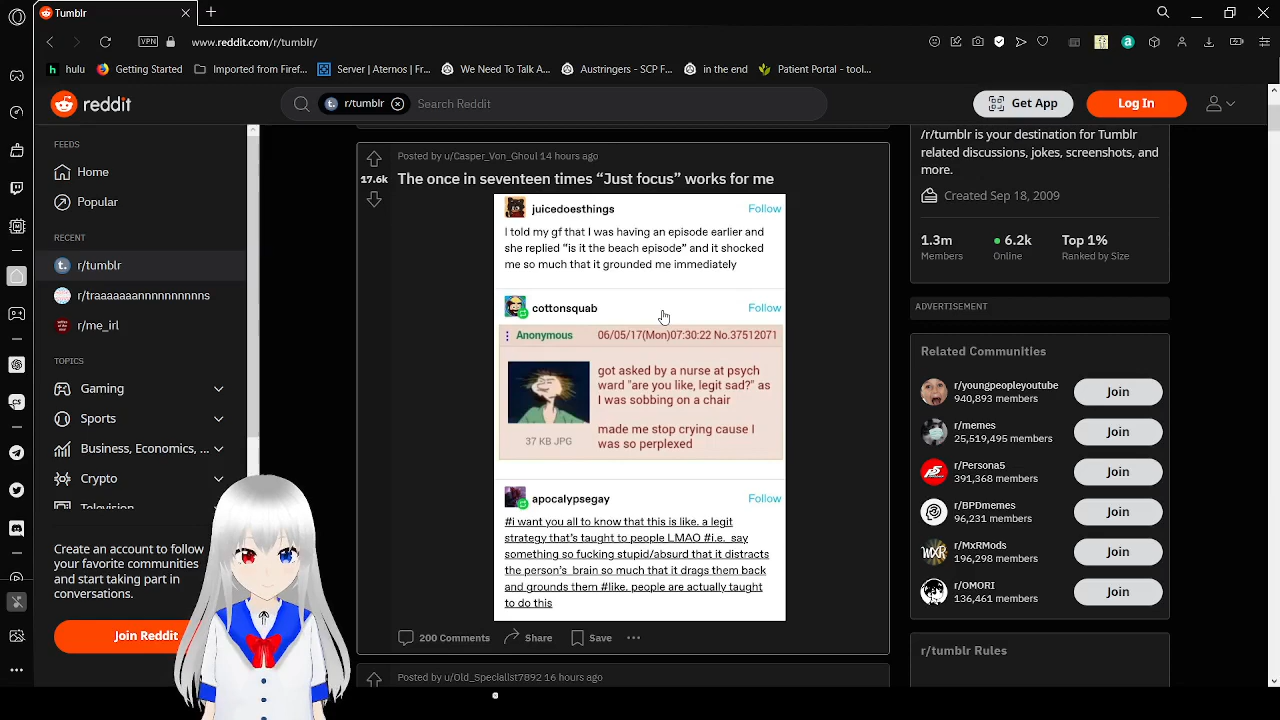 Tumblr
VPN
www.reddit.com/r/tumblr/
h hulu
Getting Started
Imported from Firef...
Server | Aternos | Fr...
We Need To Talk A...
Austringers - SCP F...
in the end
Patient Portal - tool...
reddit
r/tumblr
Search Reddit
Get App
Log In
FEEDS
Home
Popular
RECENT
r/tumblr
r/traaaaaaannnnnnnnnns
r/me_irl
TOPICS
Gaming
Sports
Business, Economics, ...
Crypto
Television
Create an account to follow
your favorite communities
and start taking part in
conversations.
Join Reddit
Posted by u/Casper_Von_Ghoul 14 hours ago
17.6k
The once in seventeen times “Just focus” works for me
juicedoesthings
Follow
I told my gf that I was having an episode earlier and
she replied “is it the beach episode” and it shocked
me so much that it grounded me immediately
cottonsquab
Follow
Anonymous 06/05/17(Mon)07:30:22 No.37512071
got asked by a nurse at psych
ward "are you like, legit sad?" as
I was sobbing on a chair
made me stop crying cause I
was so perplexed
37 KB JPG
apocalypsegay
Follow
#i want you all to know that this is like. a legit
strategy that’s taught to people LMAO #i.e. say
something so fucking stupid/absurd that it distracts
the person’s brain so much that it drags them back
and grounds them #like. people are actually taught
to do this
200 Comments
Share
Save
Posted by u/Old_Specialist7892 16 hours ago
/r/tumblr is your destination for Tumblr
related discussions, jokes, screenshots, and
more.
Created Sep 18, 2009
1.3m
Members
6.2k
Online
Top 1%
Ranked by Size
ADVERTISEMENT
Related Communities
r/youngpeopleyoutube
940,893 members
Join
r/memes
25,519,495 members
Join
r/Persona5
391,368 members
Join
r/BPDmemes
96,231 members
Join
r/MxRMods
196,298 members
Join
r/OMORI
136,461 members
Join
r/tumblr Rules